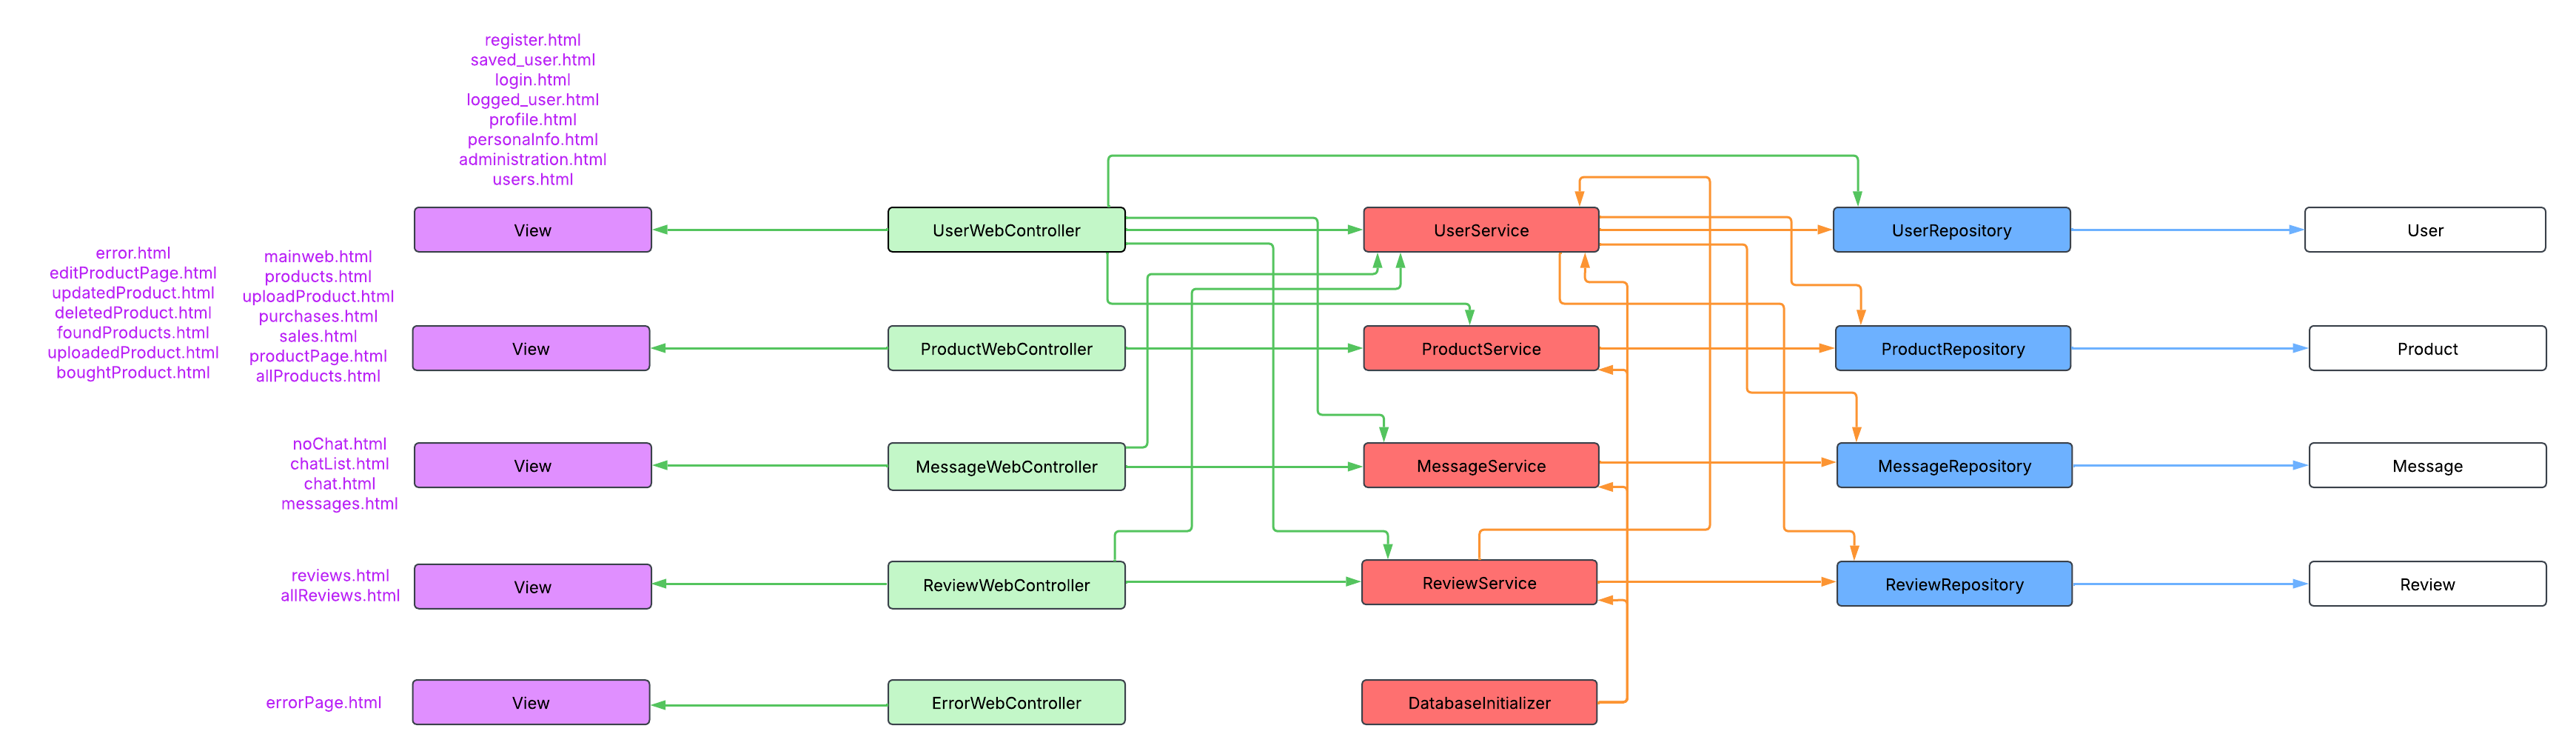 register.html
saved_user.html
login.html
logged_user.html
profile.html
personalnfo.html
administration.html
users.html
View
UserWebController
UserService
UserRepository
User
error.html
editProductPage.html
updatedProduct.html
deletedProduct.html
foundProducts.html
uploadedProduct.html
boughtProduct.html
mainweb.html
products.html
uploadProduct.html
purchases.html
sales.html
productPage.html
allProducts.html
View
ProductWebController
ProductService
ProductRepository
Product
noChat.html
chatList.html
chat.html
messages.html
View
MessageWebController
MessageService
MessageRepository
Message
reviews.html
allReviews.html
View
ReviewWebController
ReviewService
ReviewRepository
Review
errorPage.html
View
ErrorWebController
DatabaseInitializer